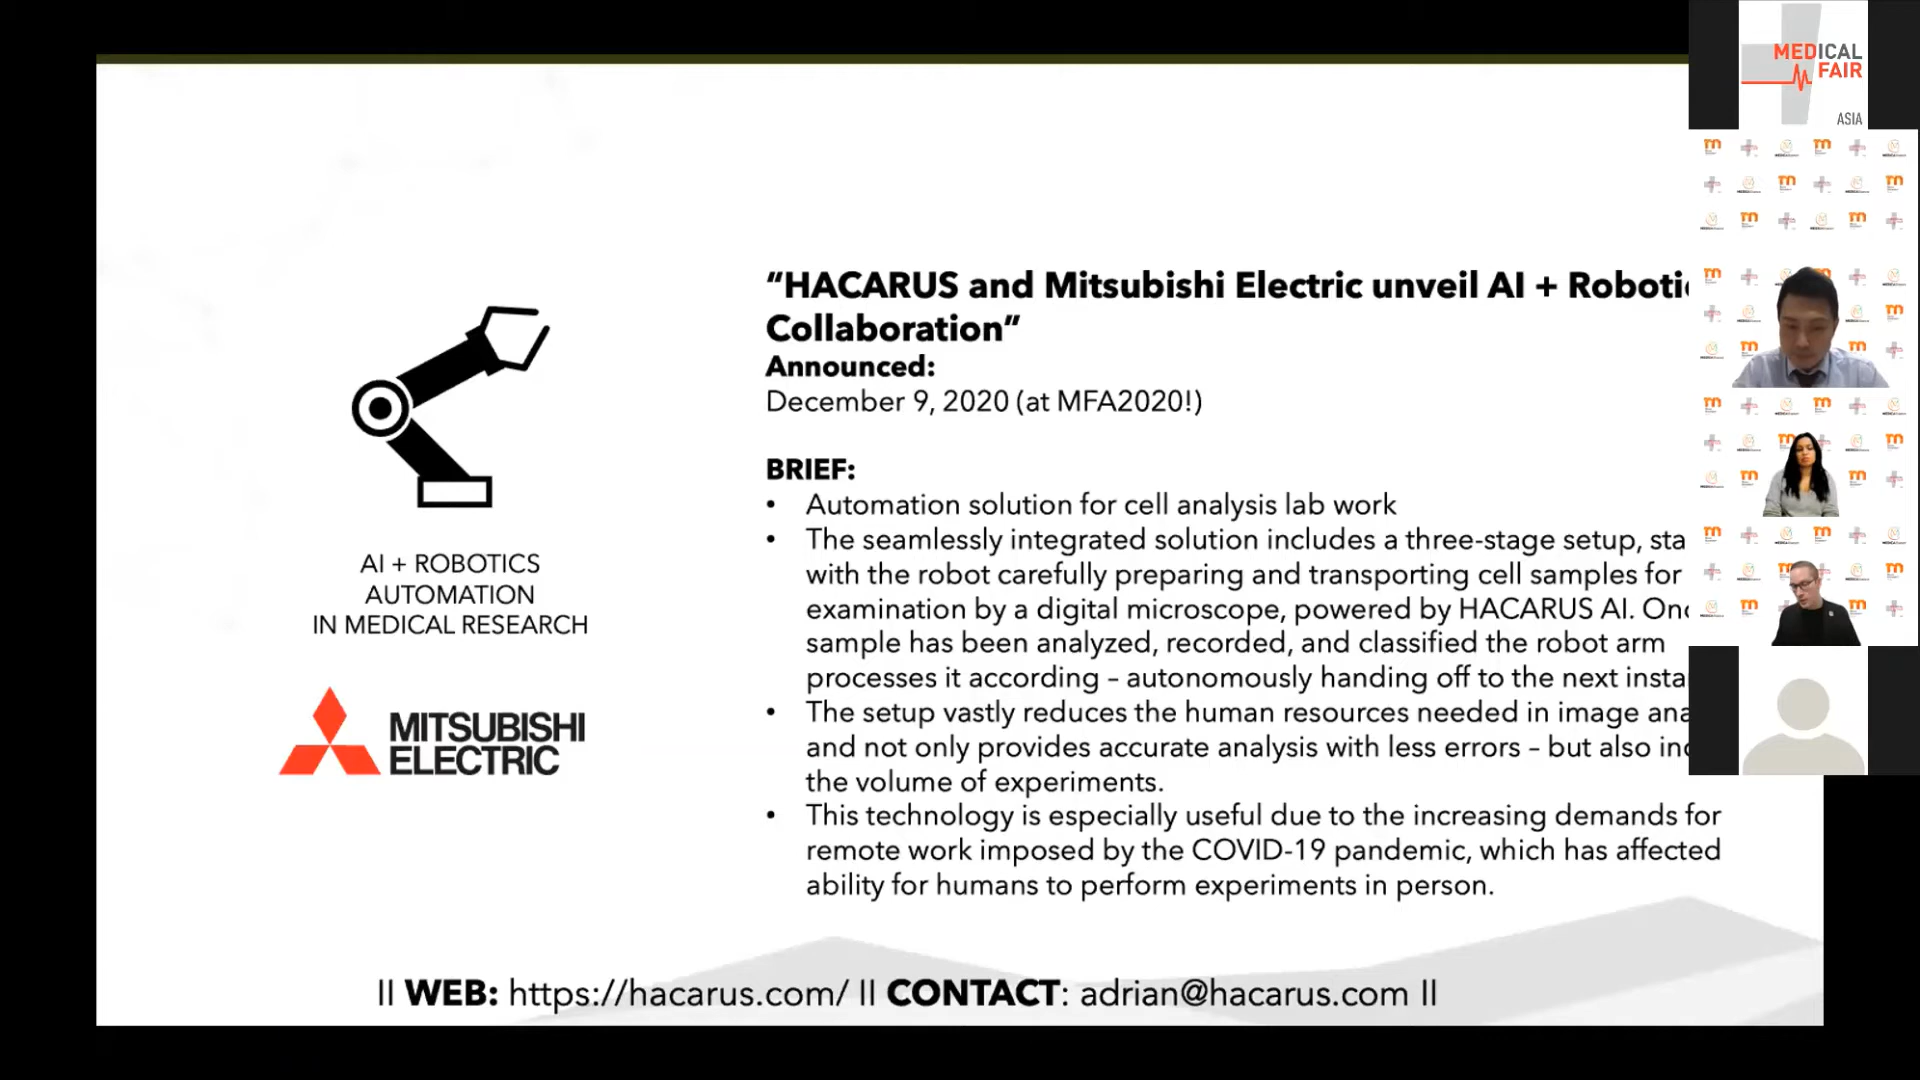 MEDICAL
FAIR
ASIA
“HACARUS and Mitsubishi Electric unveil AI +
Collaboration”
Announced:
December 9, 2020 (at MFA2020!)
BRIEF:
• Automation solution for cell analysis lab work
• The seamlessly integrated solution includes a three-stage setup,
with the robot carefully preparing and transporting cell samples for
examination by a digital microscope, powered by HACARUS AI.
sample has been analyzed, recorded, and classified the robot arm
processes it according – autonomously handing off to the next
• The setup vastly reduces the human resources needed in image
and not only provides accurate analysis with less errors – but also
the volume of experiments.
• This technology is especially useful due to the increasing demands for
remote work imposed by the COVID-19 pandemic, which has affected
ability for humans to perform experiments in person.
AI + ROBOTICS
AUTOMATION
IN MEDICAL RESEARCH
MITSUBISHI
ELECTRIC
II WEB: https://hacarus.com/ II CONTACT: adrian@hacarus.com II